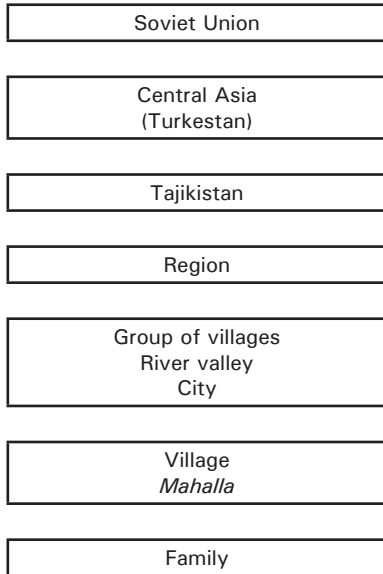 Soviet Union
Central Asia
(Turkestan)
Tajikistan
Region
Group of villages
River valley
City
Village
Mahalla
Family